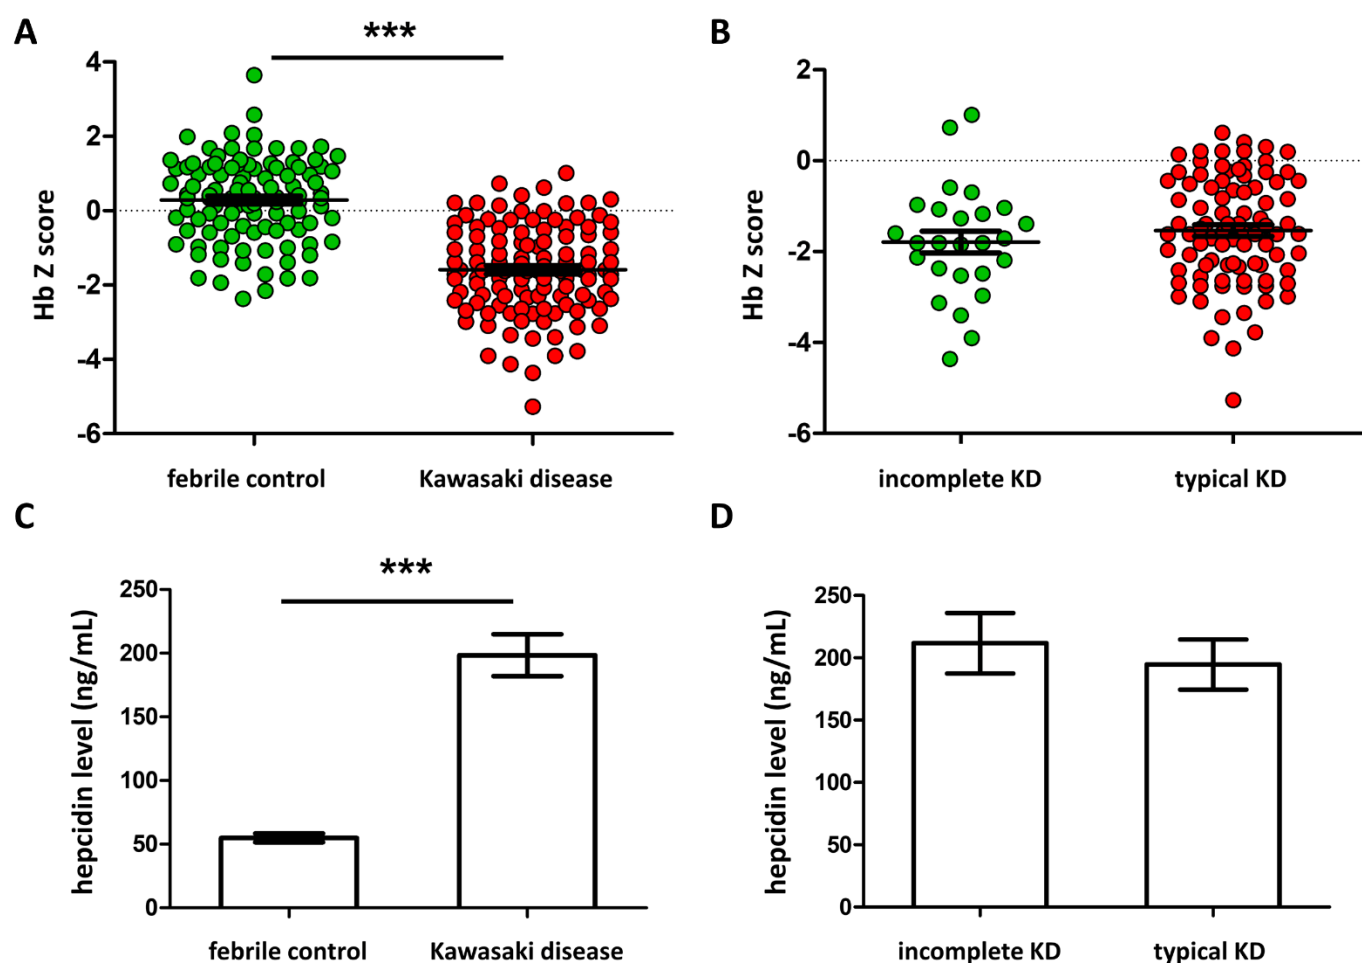 A
***
4
2
0
-2
-4
-6
Hb Z score
febrile control
Kawasaki disease
B
2
0
-2
-4
-6
Hb Z score
incomplete KD
typical KD
C
***
250
200
150
100
50
0
hepcidin level (ng/mL)
febrile control
Kawasaki disease
D
250
200
150
100
50
0
hepcidin level (ng/mL)
incomplete KD
typical KD